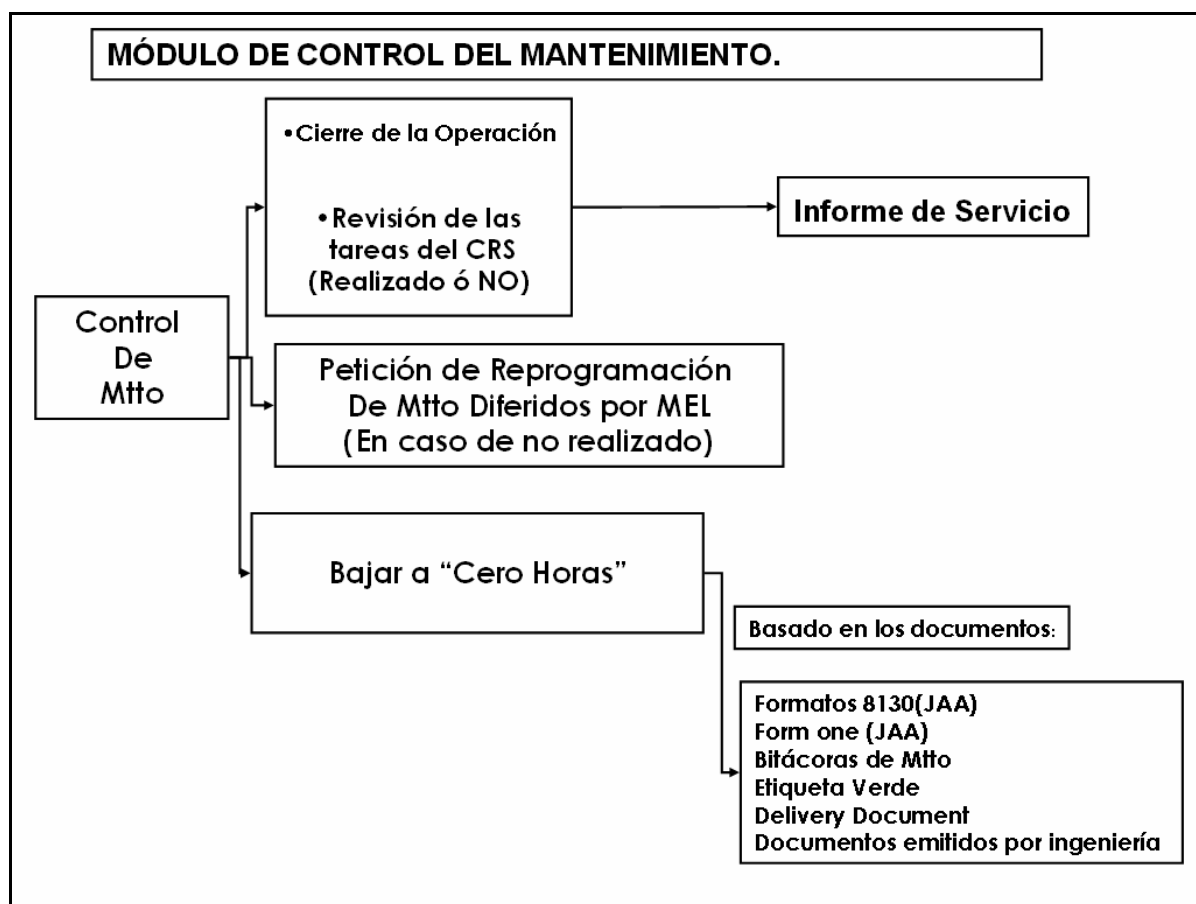 MÓDULO DE CONTROL DEL MANTENIMIENTO.
•Cierre de la Operación
•Revisión de las
tareas del CRS
(Realizado ó NO)
Informe de Servicio
Control
De
Mtto
Petición de Reprogramación
De Mtto Diferidos por MEL
(En caso de no realizado)
Bajar a “Cero Horas”
Basado en los documentos:
Formatos 8130(JAA)
Form one (JAA)
Bitácoras de Mtto
Etiqueta Verde
Delivery Document
Documentos emitidos por ingeniería